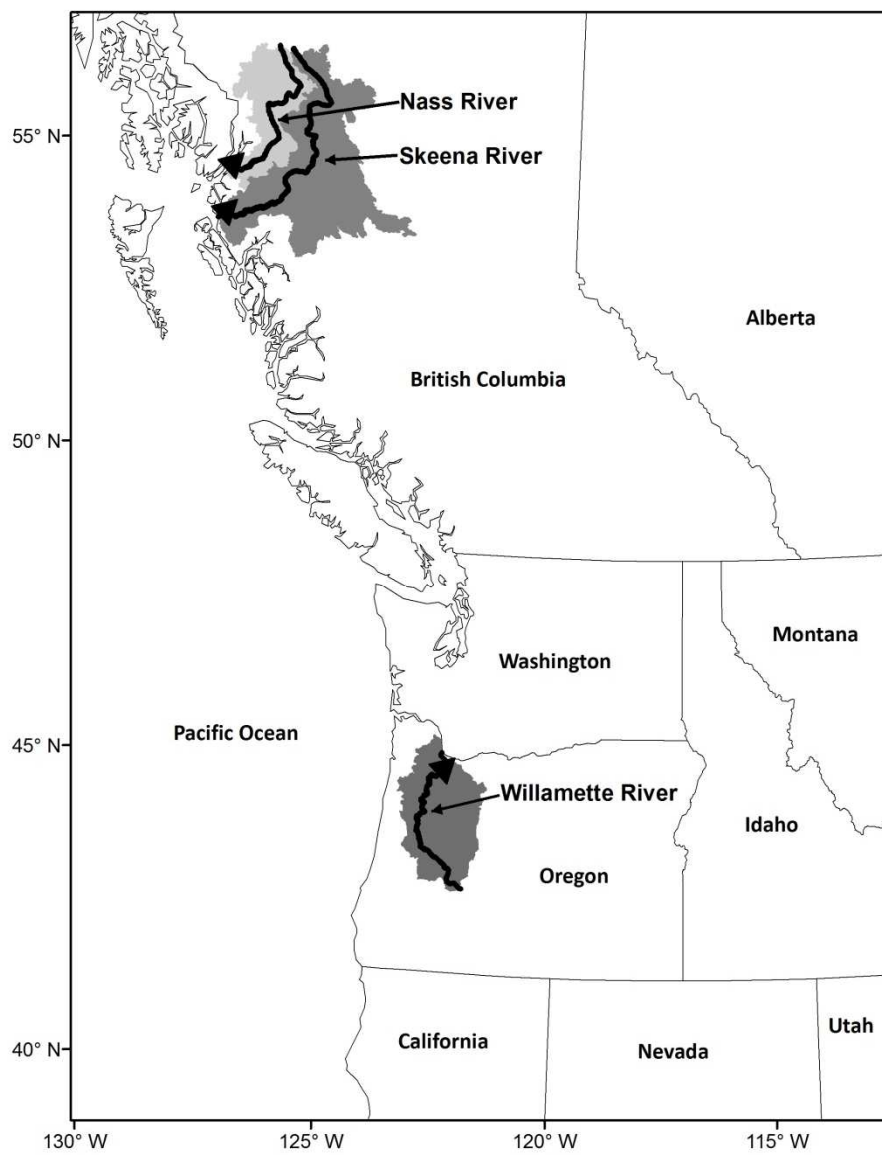 Nass River
55° N
Skeena River
Alberta
British Columbia
50° N
Montana
Washington
Pacific Ocean
45° N
Willamette River
Idaho
Oregon
Utah
California
Nevada
40° N
130° W
125° W
120° W
115° W